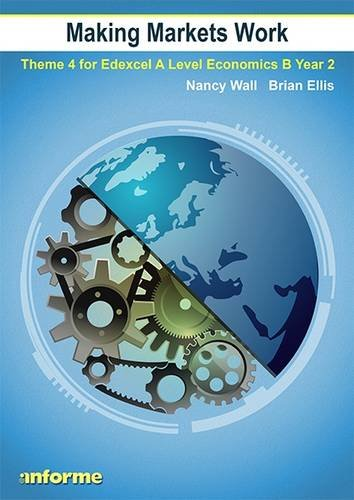 Making Markets Work
Theme 4 for Edexcel A Level Economics B Year 2
Nancy Wall Brian Ellis
anforme